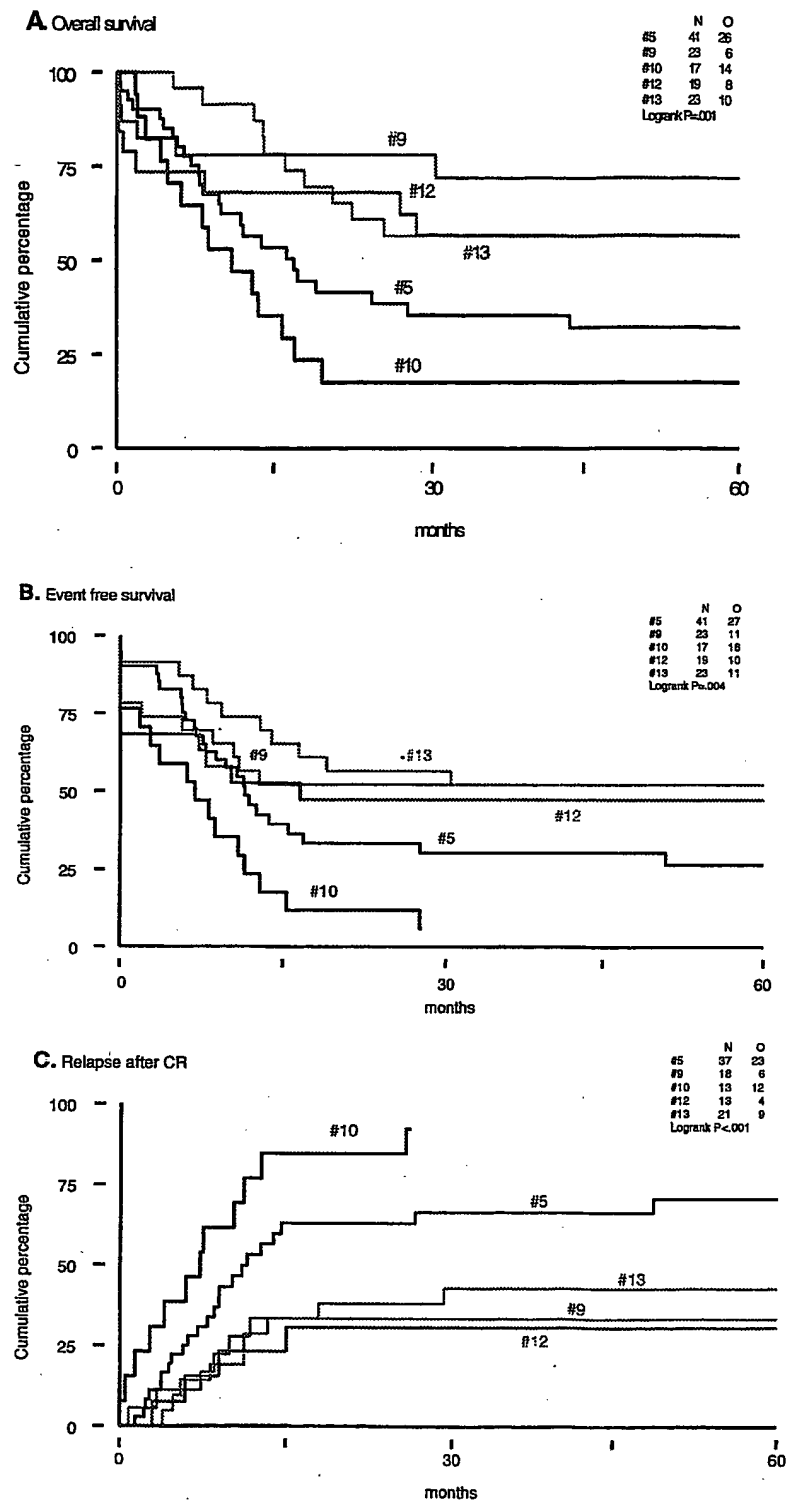 A. Overall survival
N O
#5 41 26
#9 23 6
#10 17 14
#12 19 8
#13 23 10
Logrank P=.001
100
75
50
25
0
Cumulative percentage
#9
#12
#13
#5
#10
0 30 60
months
B. Event free survival
N O
#5 41 27
#9 23 11
#10 17 16
#12 19 10
#13 23 11
Logrank P=.004
100
75
50
25
0
Cumulative percentage
#9
#13
#12
#5
#10
0 30 60
months
C. Relapse after CR
N O
#5 37 23
#9 18 6
#10 13 12
#12 13 4
#13 21 9
Logrank P<.001
100
75
50
25
0
Cumulative percentage
#10
#5
#13
#9
#12
0 30 60
months